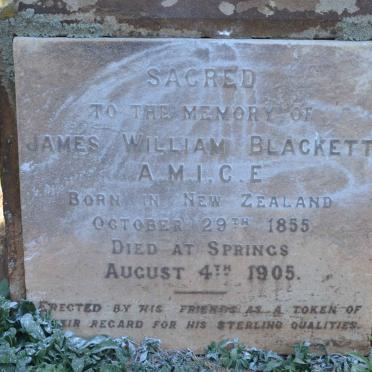 SACRED
TO THE MEMORY OF
JAMES WILLIAM BLACKETT
A.M.I.C.E
BORN IN NEW ZEALAND
OCTOBER 29TH 1855
DIED AT SPRINGS
AUGUST 4TH 1905.
ERECTED BY HIS FRIENDS AS A TOKEN OF
THEIR REGARD FOR HIS STERLING QUALITIES.